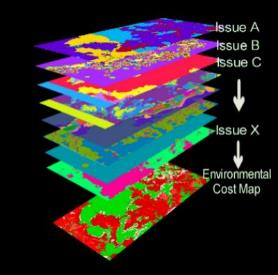 Issue A
Issue B
Issue C
Issue X
Environmental
Cost Map